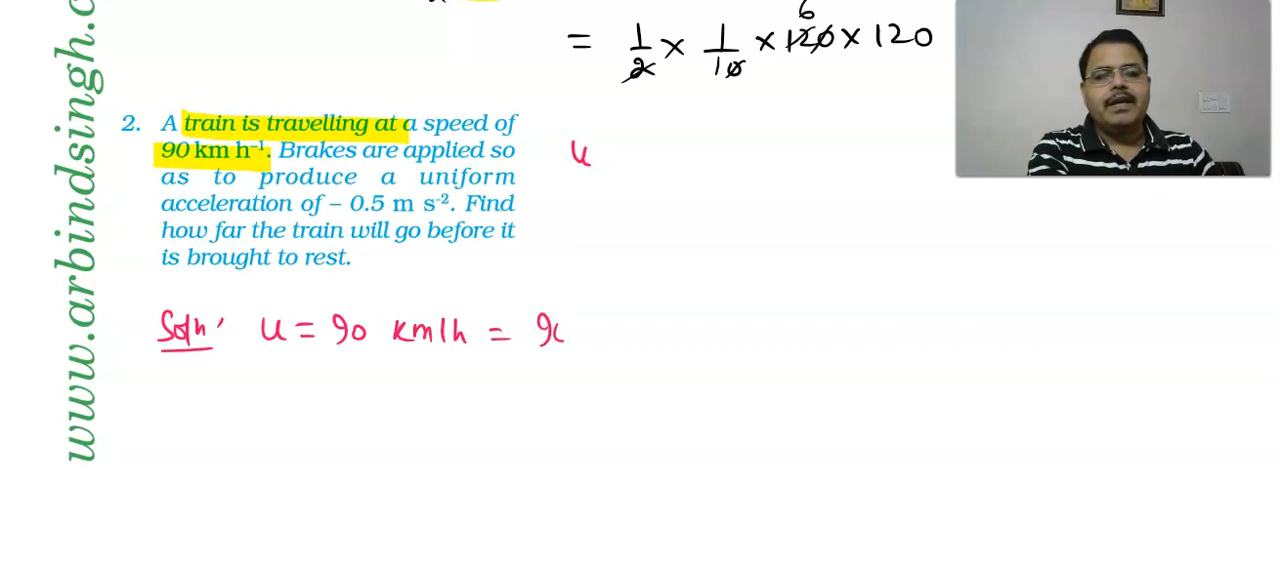 = 1/2 × 1/10 × 120 × 120
6
www.arbindsingh.c
2. A train is travelling at a speed of
90 km h⁻¹. Brakes are applied so
as to produce a uniform
acceleration of – 0.5 m s⁻². Find
how far the train will go before it
is brought to rest.
u
Soln' u = 90 km/h = 90